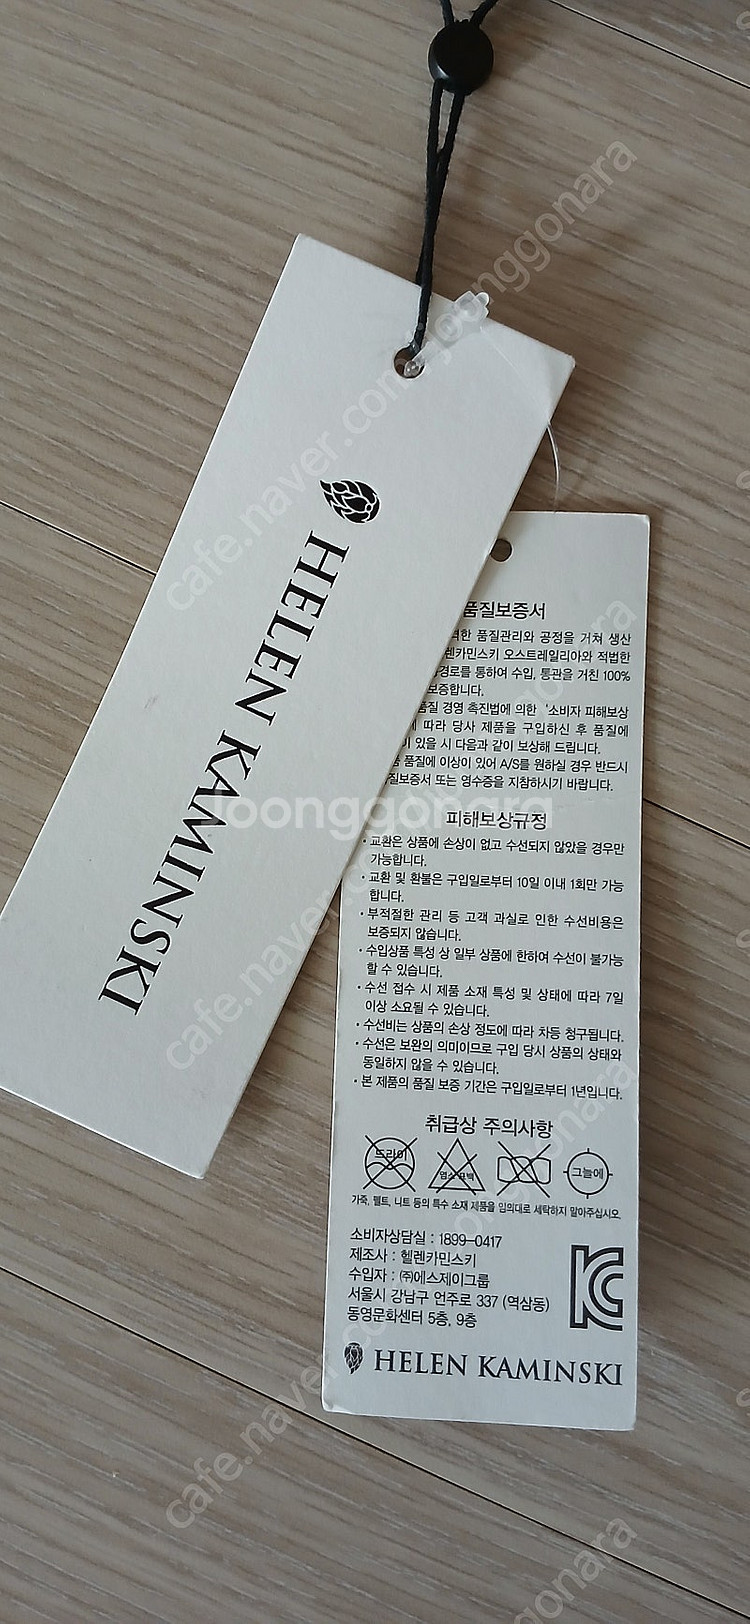 HELEN KAMINSKI
품질보증서
품질관리와 공정을 거쳐 생산
오스트레일리아와 적법한
통하여 수입, 통관을 거친 100%
보증합니다.
품질 경영 촉진법에 의한 '소비자 피해보상
따라 당사 제품을 구입하신 후 품질에
있을 시 다음과 같이 보상해 드립니다.
품질에 이상이 있어 A/S를 원하실 경우 반드시
또는 영수증을 지참하시기 바랍니다.
피해보상규정
· 교환은 상품에 손상이 없고 수선되지 않았을 경우만
가능합니다.
· 교환 및 환불은 구입일로부터 10일 이내 1회만 가능
합니다.
· 부적절한 관리 등 고객 과실로 인한 수선비용은
보증되지 않습니다.
· 수입상품 특성 상 일부 상품에 한하여 수선이 불가능
할 수 있습니다.
· 수선 접수 시 제품 소재 특성 및 상태에 따라 7일
이상 소요될 수 있습니다.
· 수선비는 상품의 손상 정도에 따라 차등 청구됩니다.
· 수선은 보완의 의미이므로 구입 당시 상품의 상태와
동일하지 않을 수 있습니다.
· 본 제품의 품질 보증 기간은 구입일로부터 1년입니다.
취급상 주의사항
드라이 염소표백 그늘에
가죽, 펠트, 니트 등의 특수 소재 제품을 임의대로 세탁하지 말아주십시오.
소비자상담실 : 1899-0417
제조사 : 헬렌카민스키
수입자 : ㈜에스제이그룹
서울시 강남구 언주로 337 (역삼동)
동영문화센터 5층, 9층
HELEN KAMINSKI
joonggonara
cafe.naver.com/joonggonara
cafe.naver.com/joonggonara
cafe.naver.com/joonggonara